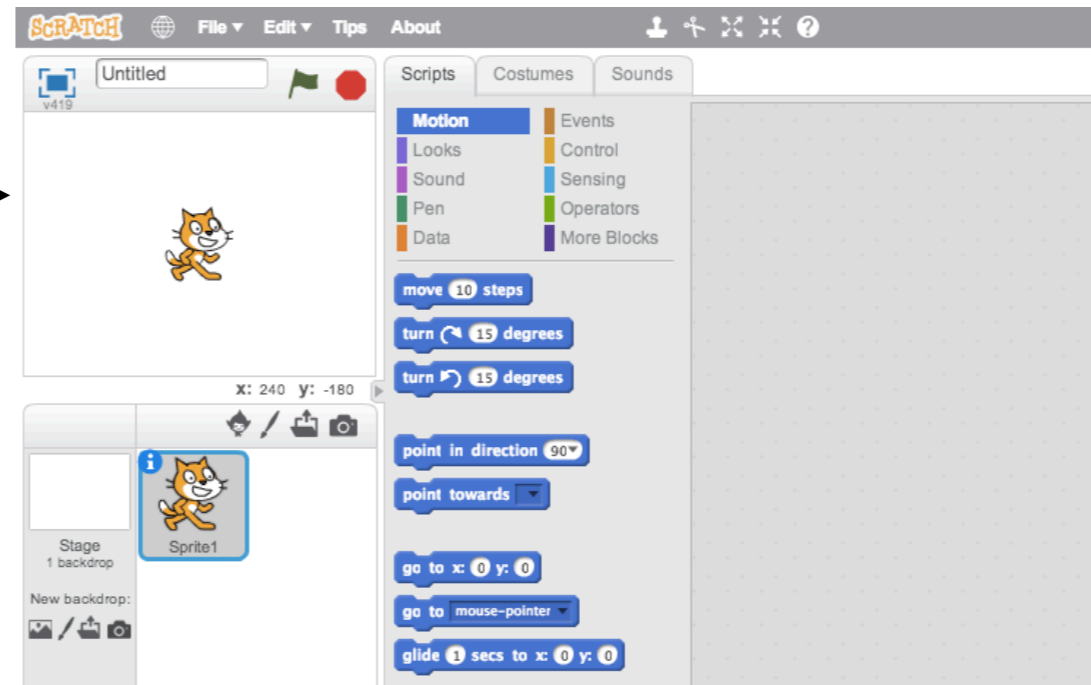 SCRATCH File Edit Tips About
Untitled
v419
X: 240 y: -180
Stage
1 backdrop
New backdrop:
Sprite1
Scripts Costumes Sounds
Motion Events
Looks Control
Sound Sensing
Pen Operators
Data More Blocks
move 10 steps
turn 15 degrees
turn 15 degrees
point in direction 90
point towards
go to x: 0 y: 0
go to mouse-pointer
glide 1 secs to x: 0 y: 0